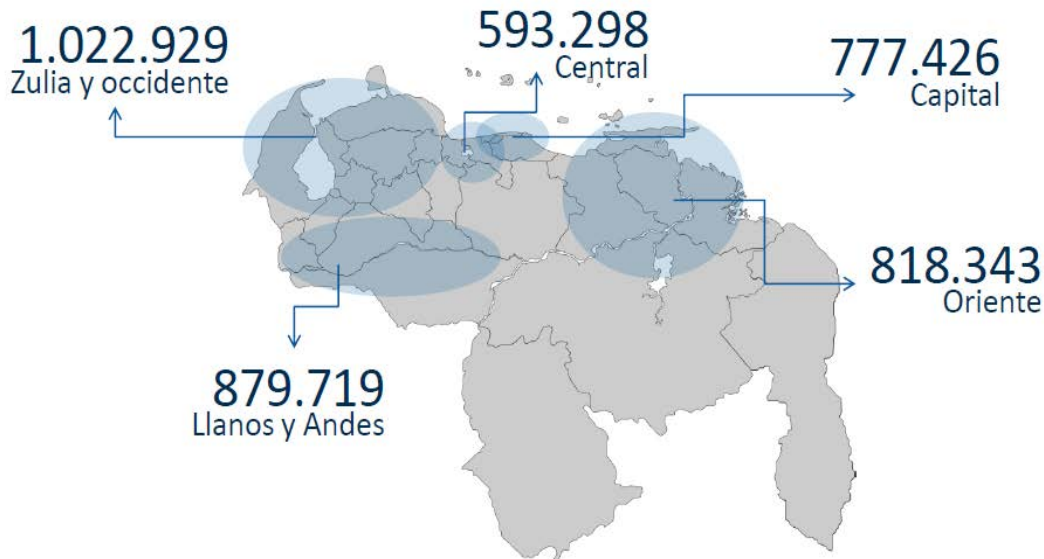 1.022.929
Zulia y occidente
593.298
Central
777.426
Capital
818.343
Oriente
879.719
Llanos y Andes